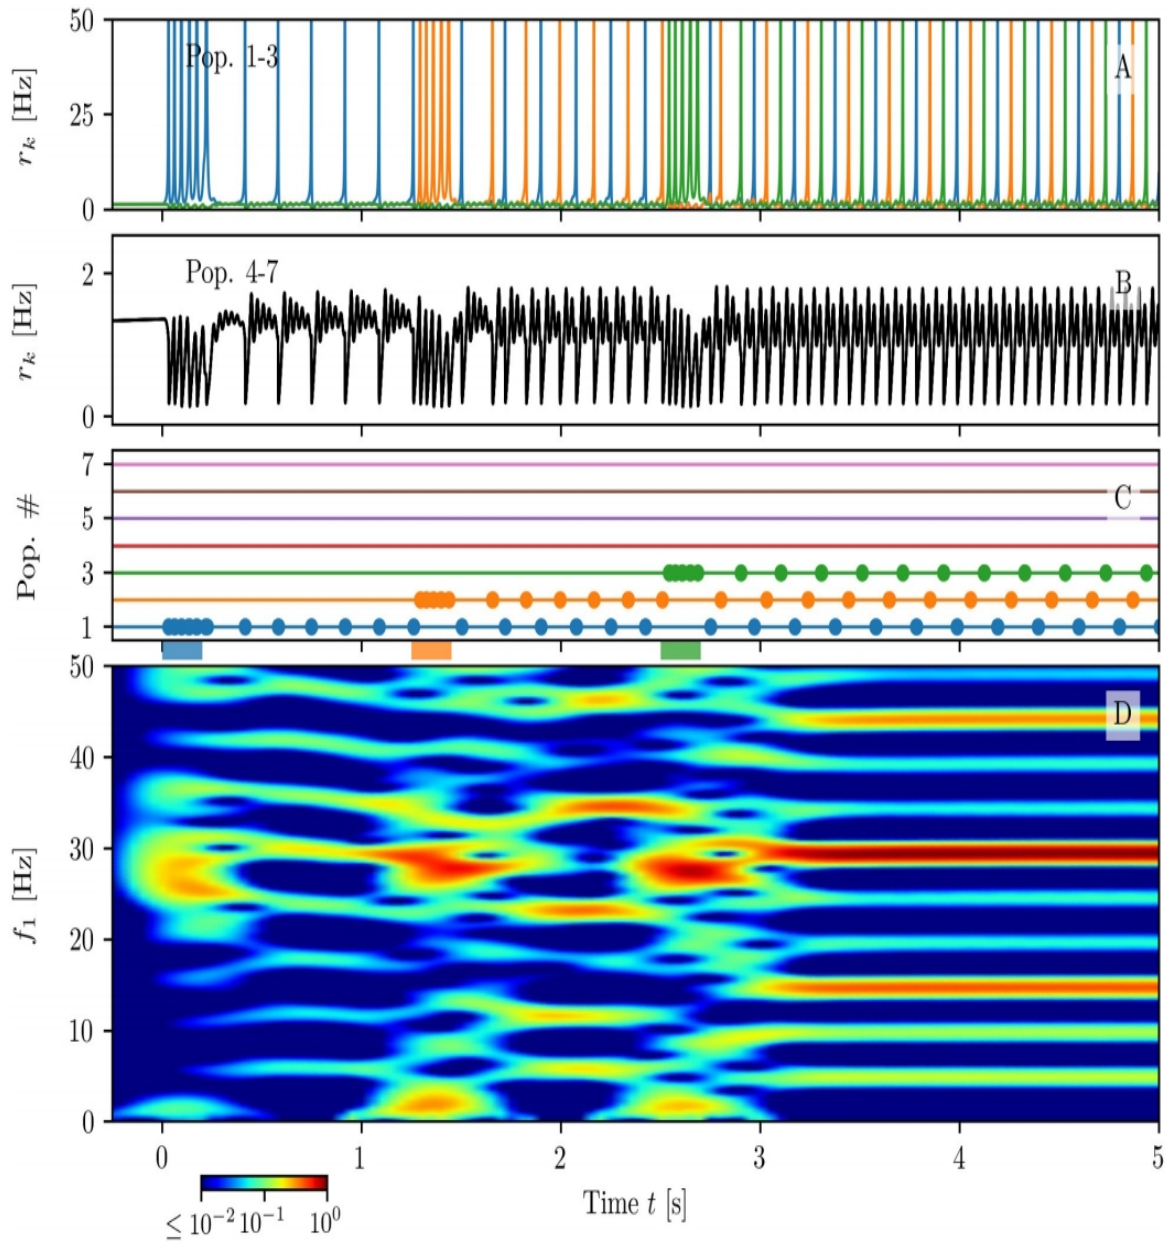 50
Pop. 1-3
A
25
r_k [Hz]
0
Pop. 4-7
B
2
r_k [Hz]
0
7
C
5
Pop. #
3
1
50
D
40
30
f_1 [Hz]
20
10
0
0 1 2 3 4 5
Time t [s]
≤ 10^{-2} 10^{-1} 10^0